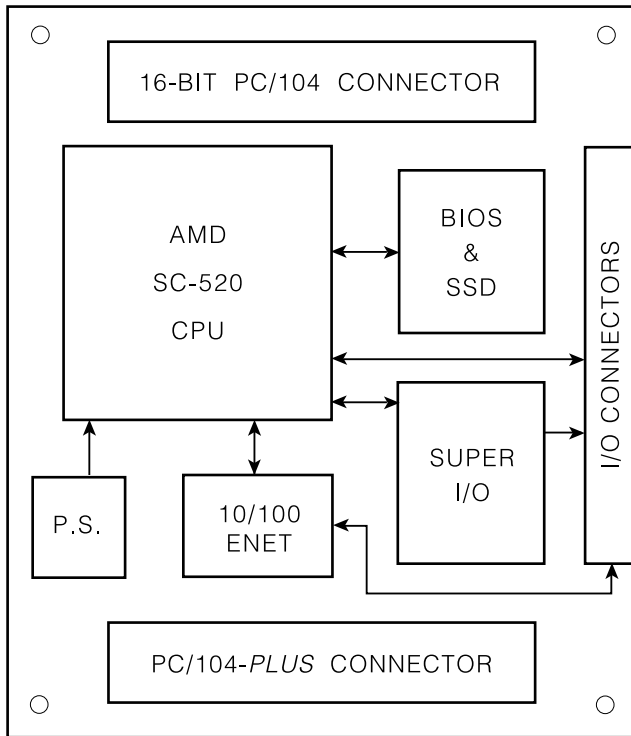 16-BIT PC/104 CONNECTOR
AMD
SC-520
CPU
BIOS
&
SSD
I/O CONNECTORS
SUPER
I/O
P.S.
10/100
ENET
PC/104-PLUS CONNECTOR